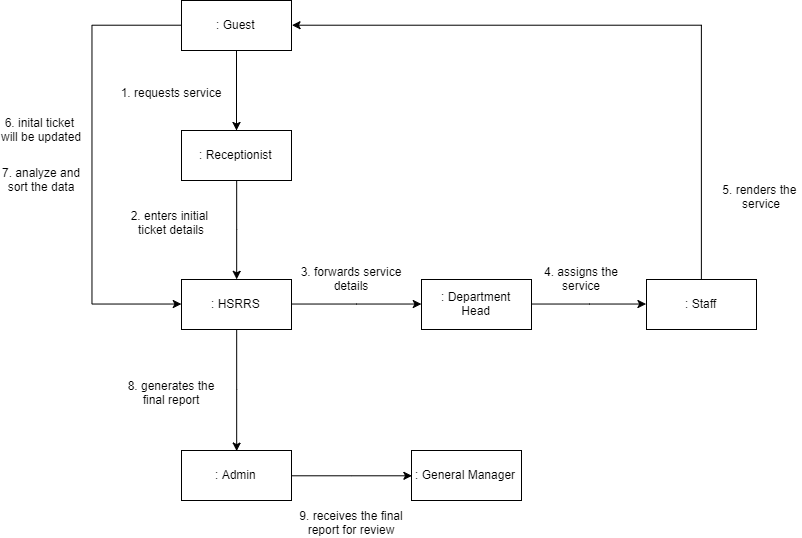 : Guest
1. requests service
6. inital ticket
will be updated
: Receptionist
7. analyze and
sort the data
5. renders the
service
2. enters initial
ticket details
3. forwards service
details
4. assigns the
service
: HSRRS
: Department
Head
: Staff
8. generates the
final report
: Admin
: General Manager
9. receives the final
report for review